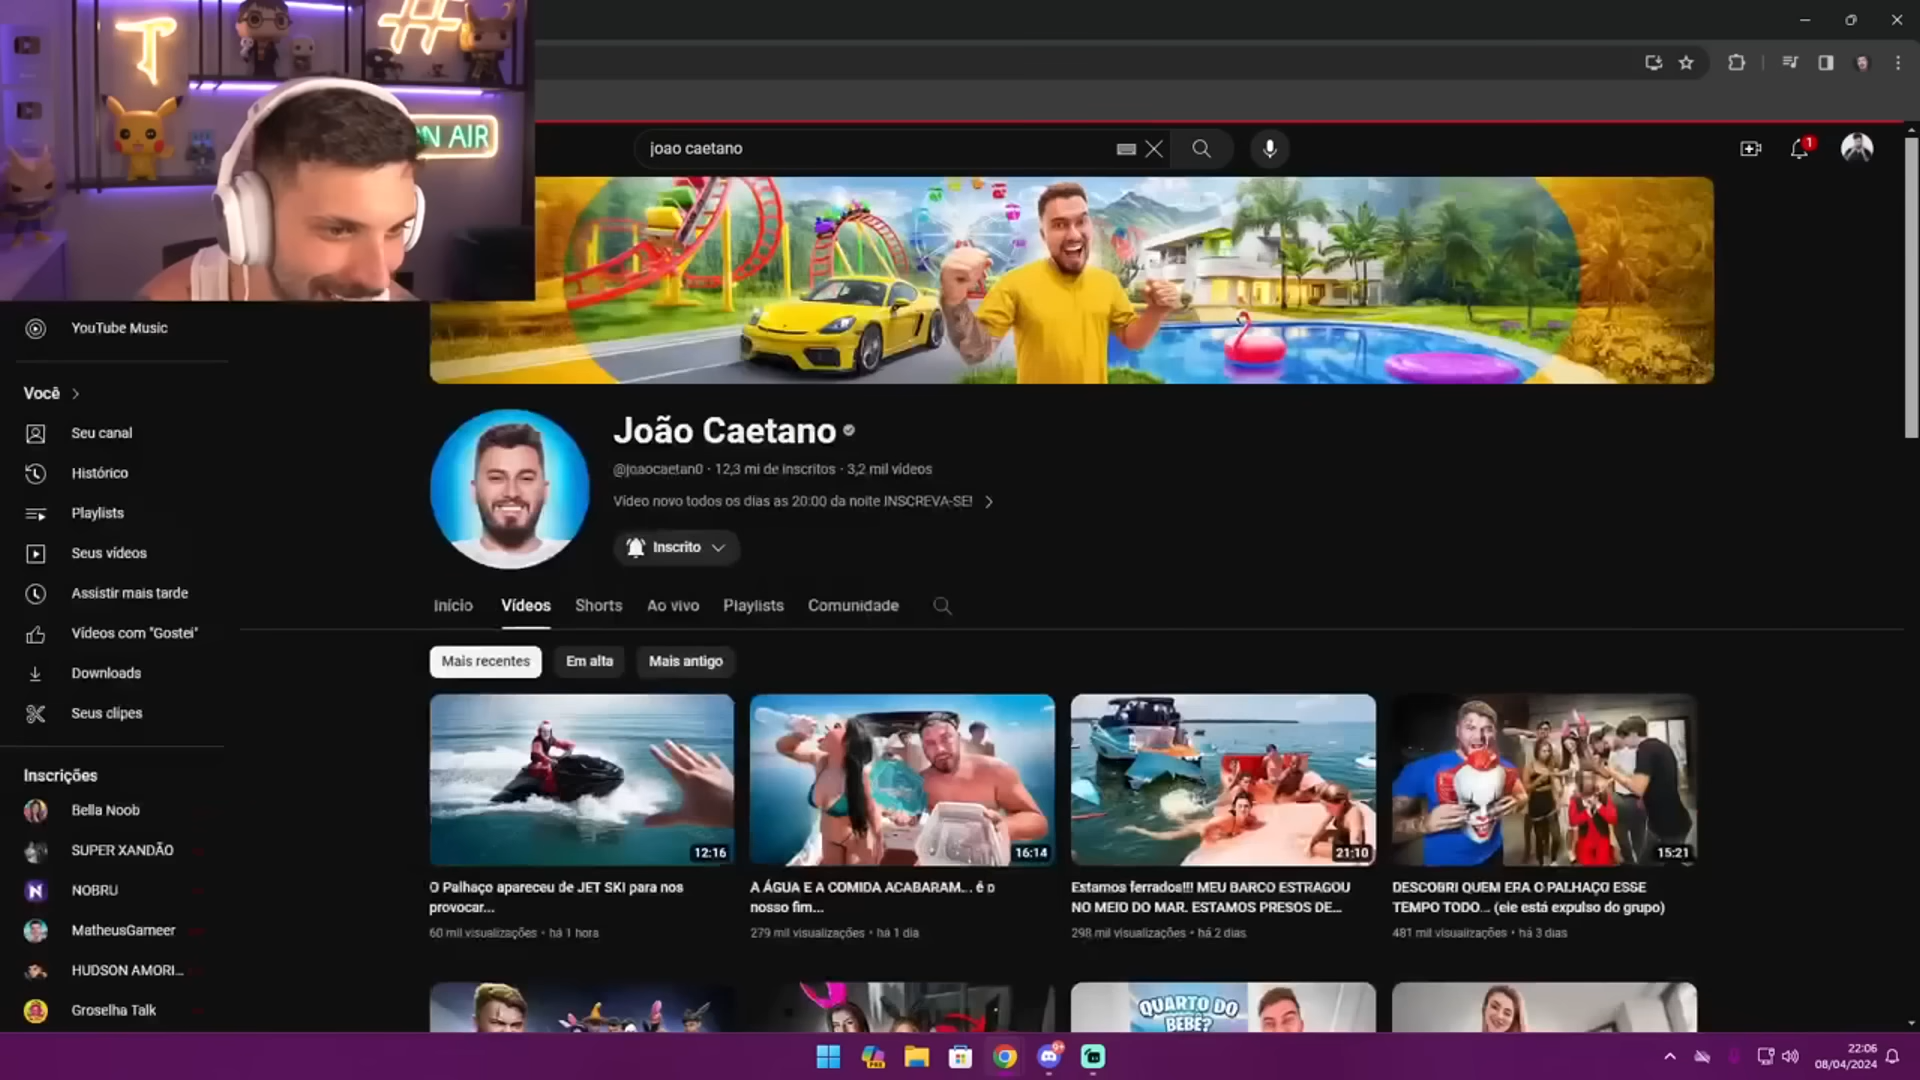 T
#
ON AIR
joao caetano
1
YouTube Music
Você
Seu canal
Histórico
Playlists
Seus vídeos
Assistir mais tarde
Vídeos com "Gostei"
Downloads
Seus clipes
Inscrições
Bella Noob
SUPER XANDÃO
NOBRU
MatheusGameer
HUDSON AMORI...
Groselha Talk
João Caetano
@joaocaetan0 · 12,3 mi de inscritos · 3,2 mil vídeos
Vídeo novo todos os dias as 20:00 da noite INSCREVA-SE!
Inscrito
Início Vídeos Shorts Ao vivo Playlists Comunidade
Mais recentes Em alta Mais antigo
12:16
16:14
21:10
15:21
O Palhaço apareceu de JET SKI para nos
provocar...
60 mil visualizações • há 1 hora
A ÁGUA E A COMIDA ACABARAM... é o
nosso fim...
279 mil visualizações • há 1 dia
Estamos ferrados!!! MEU BARCO ESTRAGOU
NO MEIO DO MAR. ESTAMOS PRESOS DE...
298 mil visualizações • há 2 dias
DESCOBRI QUEM ERA O PALHAÇO ESSE
TEMPO TODO... (ele está expulso do grupo)
481 mil visualizações • há 3 dias
QUARTO DO
BEBÊ?
22:06
08/04/2024